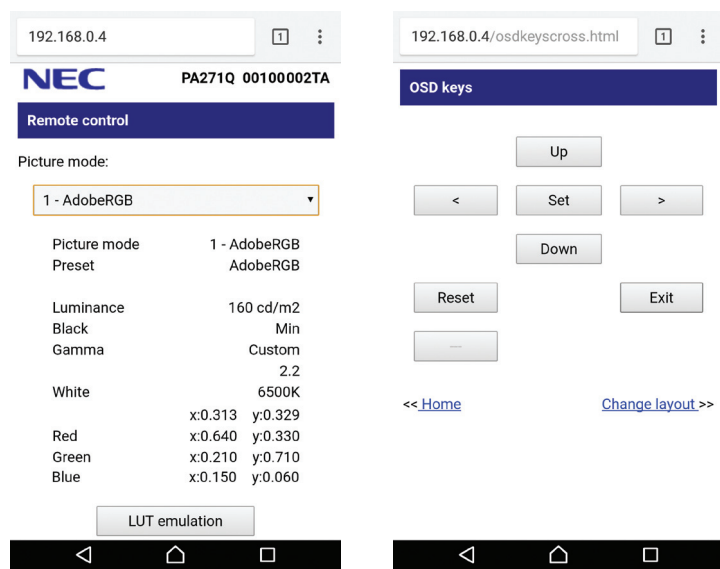 192.168.0.4
1
NEC
PA271Q 00100002TA
Remote control
Picture mode:
1 - AdobeRGB
Picture mode 1 - AdobeRGB
Preset AdobeRGB
Luminance 160 cd/m2
Black Min
Gamma Custom
2.2
White 6500K
x:0.313 y:0.329
Red x:0.640 y:0.330
Green x:0.210 y:0.710
Blue x:0.150 y:0.060
LUT emulation
192.168.0.4/osdkeyscross.html
1
OSD keys
Up
< Set >
Down
Reset Exit
—
<< Home Change layout >>